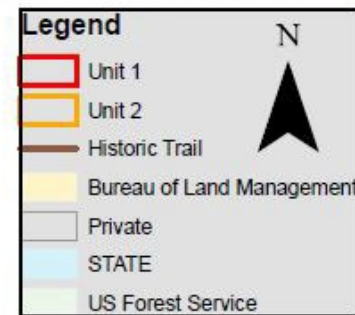 Legend
N
Unit 1
Unit 2
Historic Trail
Bureau of Land Management
Private
STATE
US Forest Service